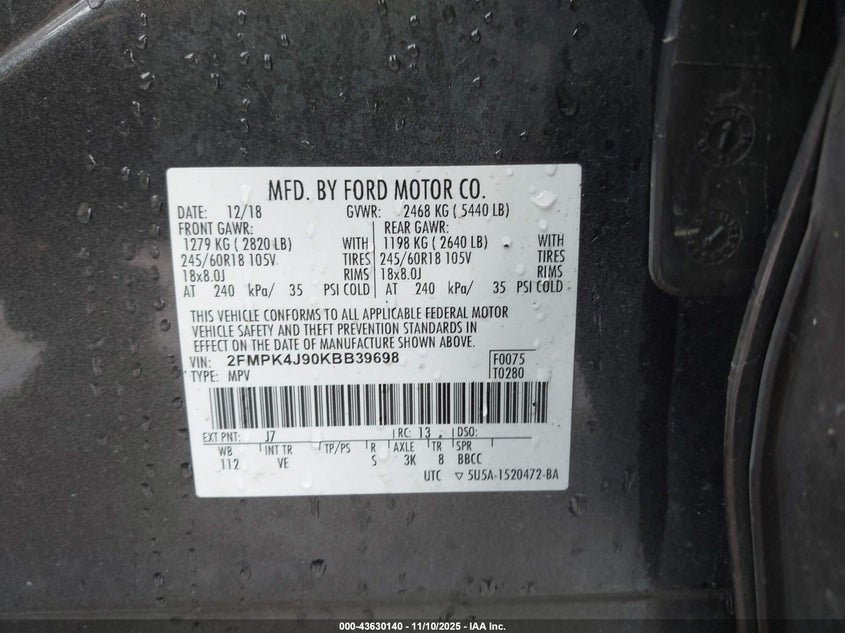 MFD. BY FORD MOTOR CO.
DATE: 12/18 GVWR: 2468 KG ( 5440 LB)
FRONT GAWR: REAR GAWR:
1279 KG ( 2820 LB) WITH 1198 KG ( 2640 LB) WITH
245/60R18 105V TIRES 245/60R18 105V TIRES
18x8.0J RIMS 18x8.0J RIMS
AT 240 kPa/ 35 PSI COLD AT 240 kPa/ 35 PSI COLD
THIS VEHICLE CONFORMS TO ALL APPLICABLE FEDERAL MOTOR
VEHICLE SAFETY AND THEFT PREVENTION STANDARDS IN
EFFECT ON THE DATE OF MANUFACTURE SHOWN ABOVE.
VIN: 2FMPK4J90KBB39698 F0075
TYPE: MPV T0280
EXT PNT: J7 RC: 13 DSO:
WB INT TR TP/PS R AXLE TR SPR
112 VE S 3K 8 BBCC
UTC ▽ 5U5A-1520472-BA
000-43630140 - 11/10/2025 - IAA Inc.